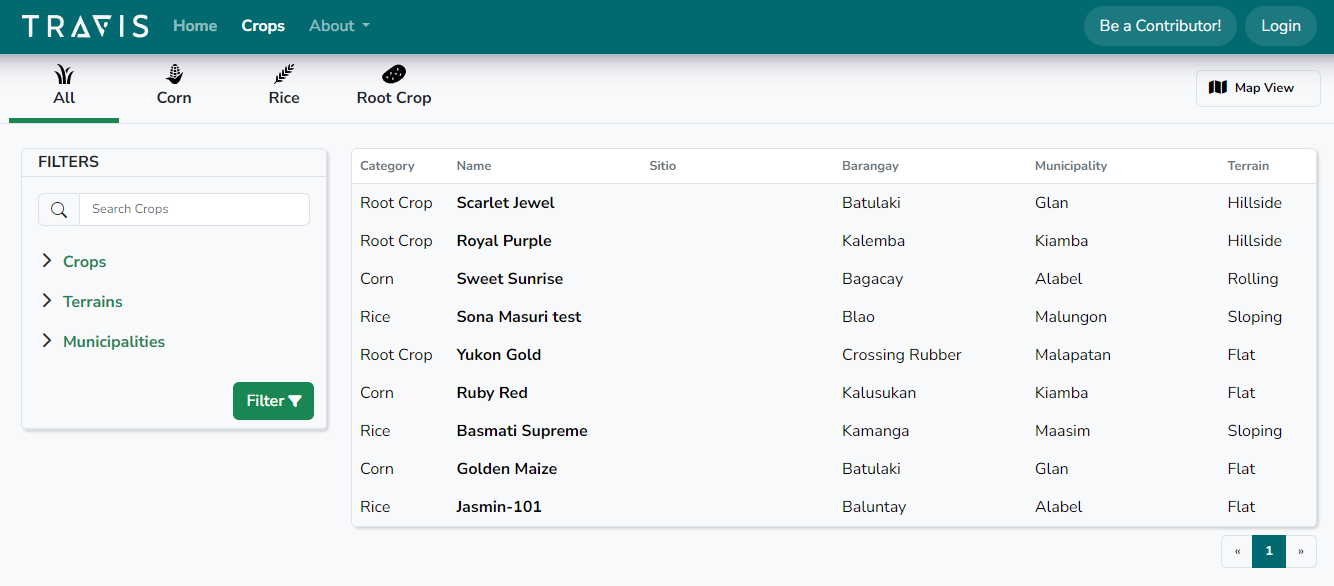 TRAVIS Home Crops About Be a Contributor! Login
All Corn Rice Root Crop Map View
FILTERS
Search Crops
Crops
Terrains
Municipalities
Filter
Category Name Sitio Barangay Municipality Terrain
Root Crop Scarlet Jewel Batulaki Glan Hillside
Root Crop Royal Purple Kalemba Kiamba Hillside
Corn Sweet Sunrise Bagacay Alabel Rolling
Rice Sona Masuri test Blao Malungon Sloping
Root Crop Yukon Gold Crossing Rubber Malapatan Flat
Corn Ruby Red Kalusukan Kiamba Flat
Rice Basmati Supreme Kamanga Maasim Sloping
Corn Golden Maize Batulaki Glan Flat
Rice Jasmin-101 Baluntay Alabel Flat
« 1 »